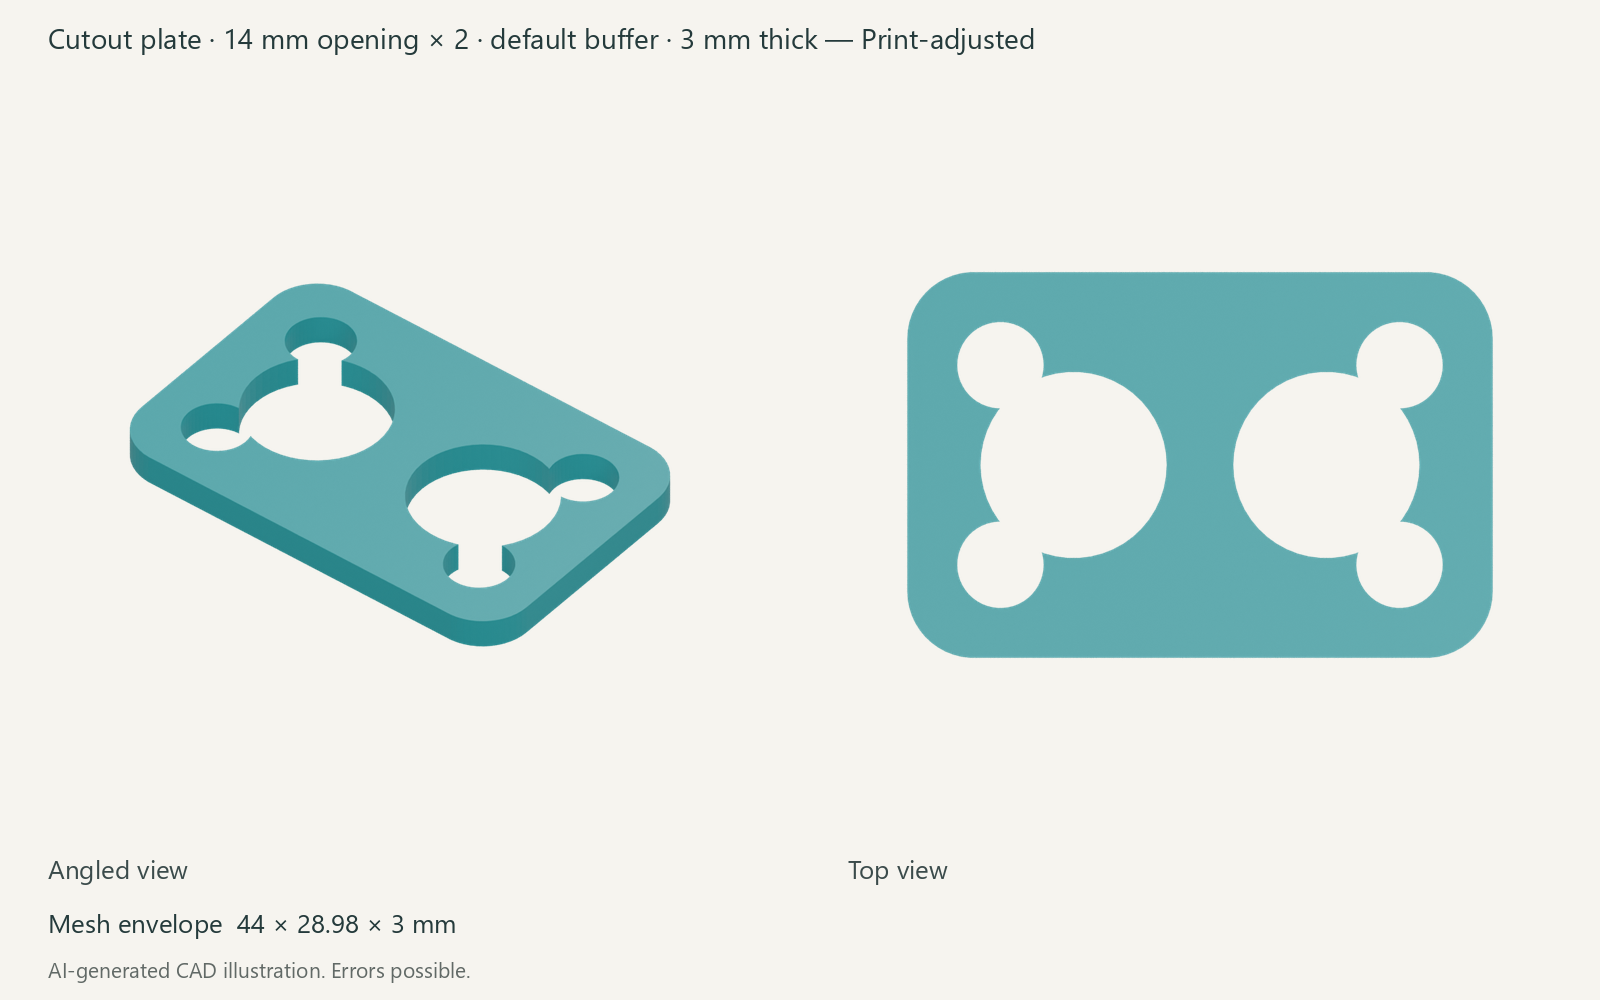 Cutout plate · 14 mm opening × 2 · default buffer · 3 mm thick — Print-adjusted
Angled view
Top view
Mesh envelope 44 × 28.98 × 3 mm
AI-generated CAD illustration. Errors possible.